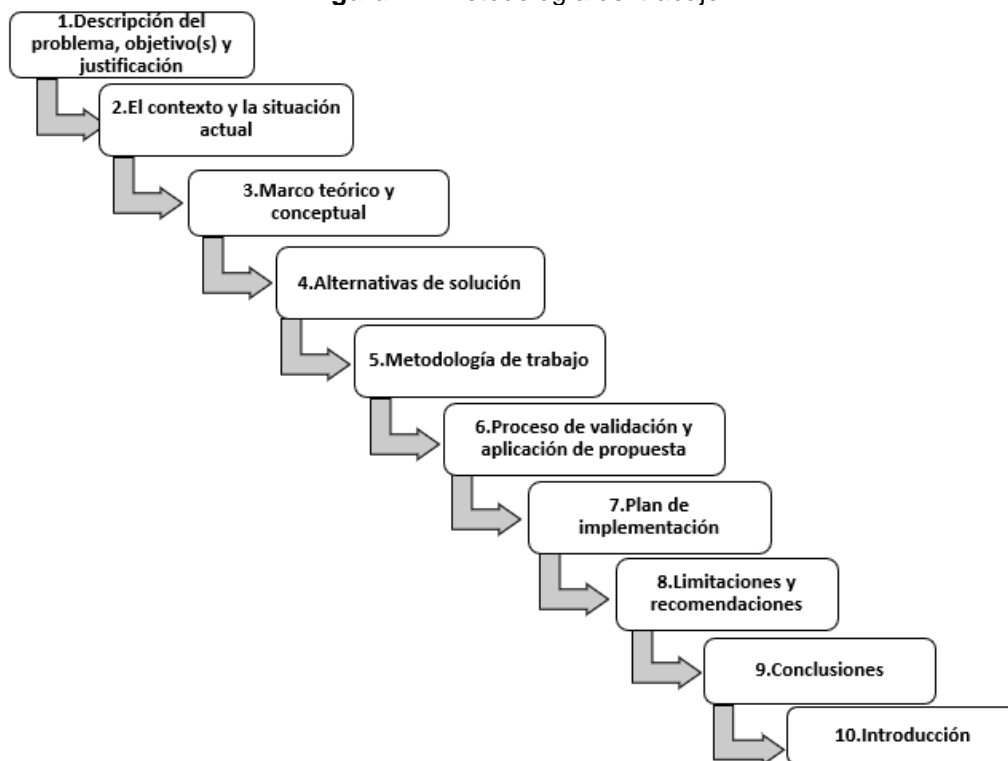 1.Descripción del
problema, objetivo(s) y
justificación
2.El contexto y la situación
actual
3.Marco teórico y
conceptual
4.Alternativas de solución
5.Metodología de trabajo
6.Proceso de validación y
aplicación de propuesta
7.Plan de
implementación
8.Limitaciones y
recomendaciones
9.Conclusiones
10.Introducción